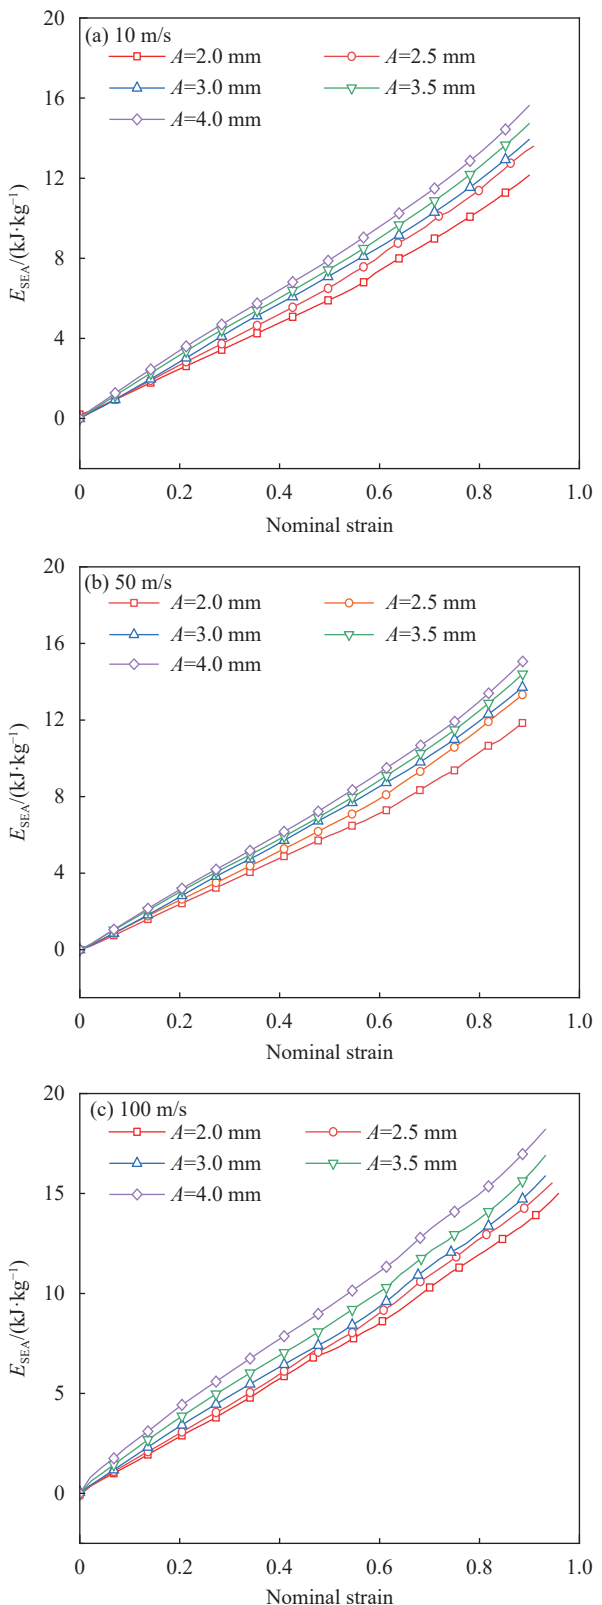 (a) 10 m/s
A=2.0 mm A=2.5 mm
A=3.0 mm A=3.5 mm
A=4.0 mm
20
16
12
8
4
0
E_SEA/(kJ·kg⁻¹)
0 0.2 0.4 0.6 0.8 1.0
Nominal strain
(b) 50 m/s
A=2.0 mm A=2.5 mm
A=3.0 mm A=3.5 mm
A=4.0 mm
20
16
12
8
4
0
E_SEA/(kJ·kg⁻¹)
0 0.2 0.4 0.6 0.8 1.0
Nominal strain
(c) 100 m/s
A=2.0 mm A=2.5 mm
A=3.0 mm A=3.5 mm
A=4.0 mm
20
15
10
5
0
E_SEA/(kJ·kg⁻¹)
0 0.2 0.4 0.6 0.8 1.0
Nominal strain